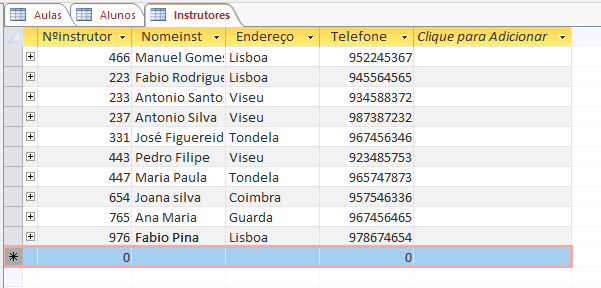 Aulas Alunos Instrutores
Nºinstrutor Nomeinst Endereço Telefone Clique para Adicionar
466 Manuel Gomes Lisboa 952245367
223 Fabio Rodrigue Lisboa 945564565
233 Antonio Santo Viseu 934588372
237 Antonio Silva Viseu 987387232
331 José Figuereid Tondela 967456346
443 Pedro Filipe Viseu 923485753
447 Maria Paula Tondela 965747873
654 Joana silva Coimbra 957546336
765 Ana Maria Guarda 967456465
976 Fabio Pina Lisboa 978674654
0 0